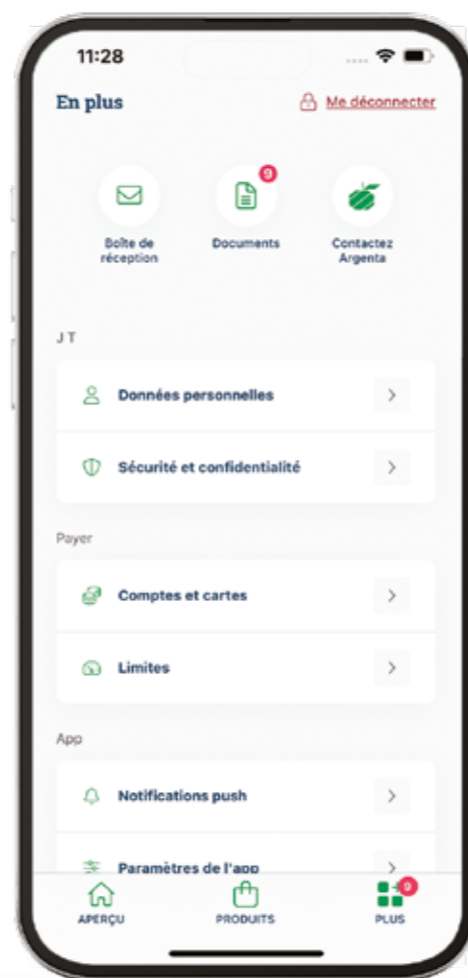 11:28
En plus
Me déconnecter
9
Boîte de
réception
Documents
Contactez
Argenta
J T
Données personnelles
Sécurité et confidentialité
Payer
Comptes et cartes
Limites
App
Notifications push
Paramètres de l'app
9
APERÇU
PRODUITS
PLUS